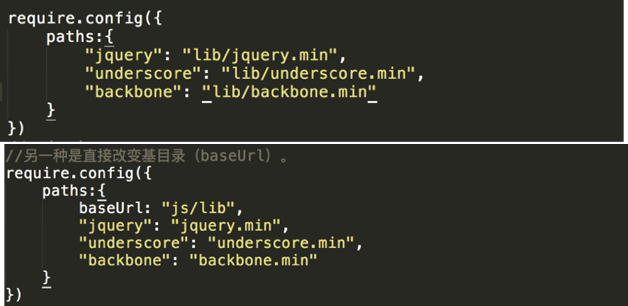 require.config({
paths:{
"jquery": "lib/jquery.min",
"underscore": "lib/underscore.min",
"backbone": "lib/backbone.min"
}
})
//另一种是直接改变基目录（baseUrl）。
require.config({
paths:{
baseUrl: "js/lib",
"jquery": "jquery.min",
"underscore": "underscore.min",
"backbone": "backbone.min"
}
})